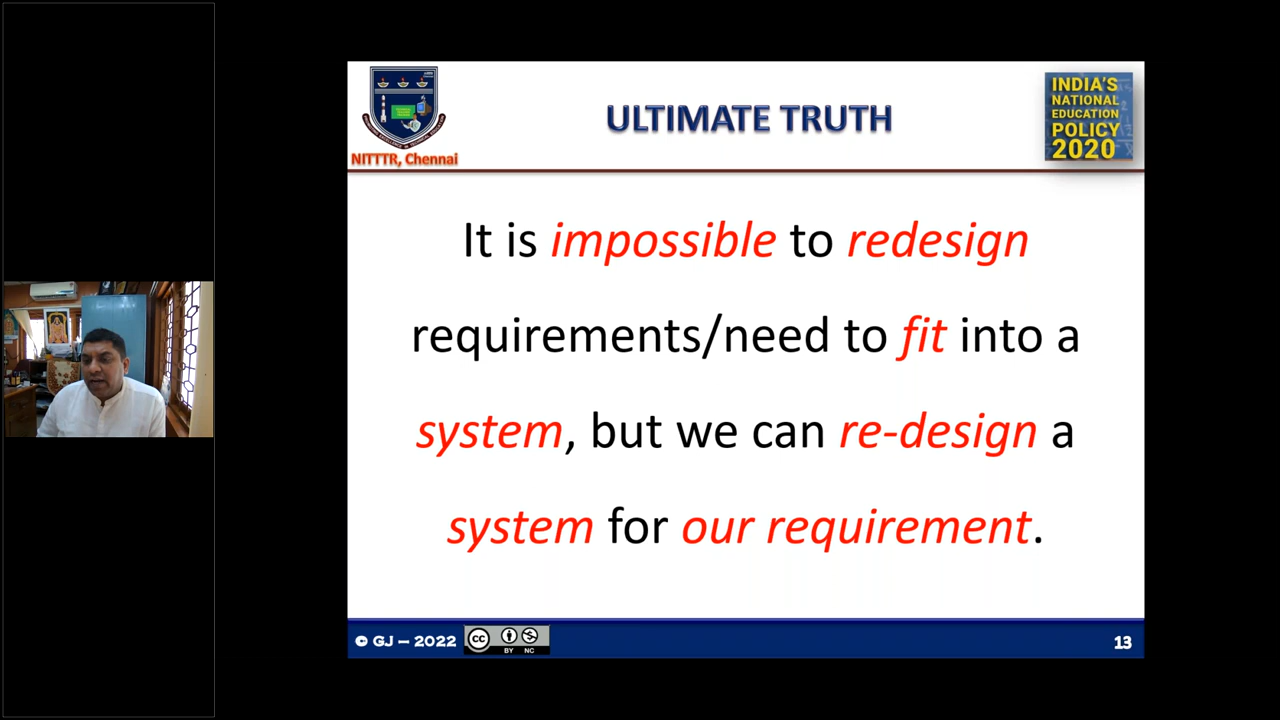 NITTTR, Chennai
ULTIMATE TRUTH
INDIA'S
NATIONAL
EDUCATION
POLICY
2020
It is impossible to redesign
requirements/need to fit into a
system, but we can re-design a
system for our requirement.
© GJ – 2022
CC BY NC
13